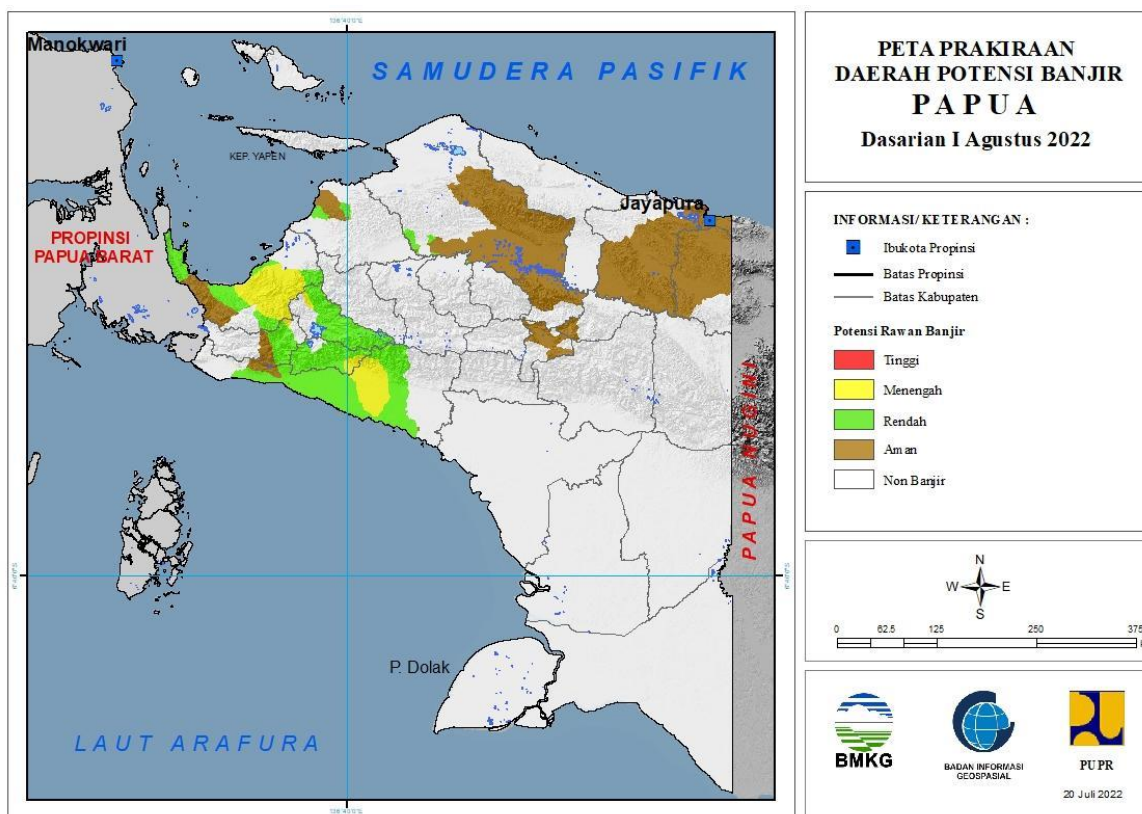 PETA PRAKIRAAN
DAERAH POTENSI BANJIR
PAPUA
Dasarian I Agustus 2022
INFORMASI/ KETERANGAN :
Ibukota Propinsi
Batas Propinsi
Batas Kabupaten
Potensi Rawan Banjir
Tinggi
Menengah
Rendah
Aman
Non Banjir
N
W E
S
0 62.5 125 250 375
BMKG
BADAN INFORMASI
GEOSPASIAL
PUPR
20 Juli 2022
Manokwari
SAMUDERA PASIFIK
KEP. YAPEN
Jayapura
PROPINSI
PAPUA BARAT
PAPUA NUGINI
P. Dolak
LAUT ARAFURA